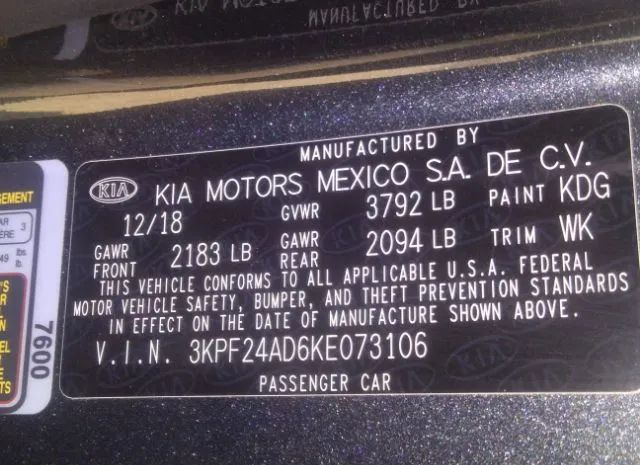 MANUFACTURED BY
KIA KIA MOTORS MEXICO S.A. DE C.V.
12/18 GVWR 3792 LB PAINT KDG
GAWR FRONT 2183 LB GAWR REAR 2094 LB TRIM WK
THIS VEHICLE CONFORMS TO ALL APPLICABLE U.S.A. FEDERAL
MOTOR VEHICLE SAFETY, BUMPER, AND THEFT PREVENTION STANDARDS
IN EFFECT ON THE DATE OF MANUFACTURE SHOWN ABOVE.
V.I.N. 3KPF24AD6KE073106
PASSENGER CAR
7600